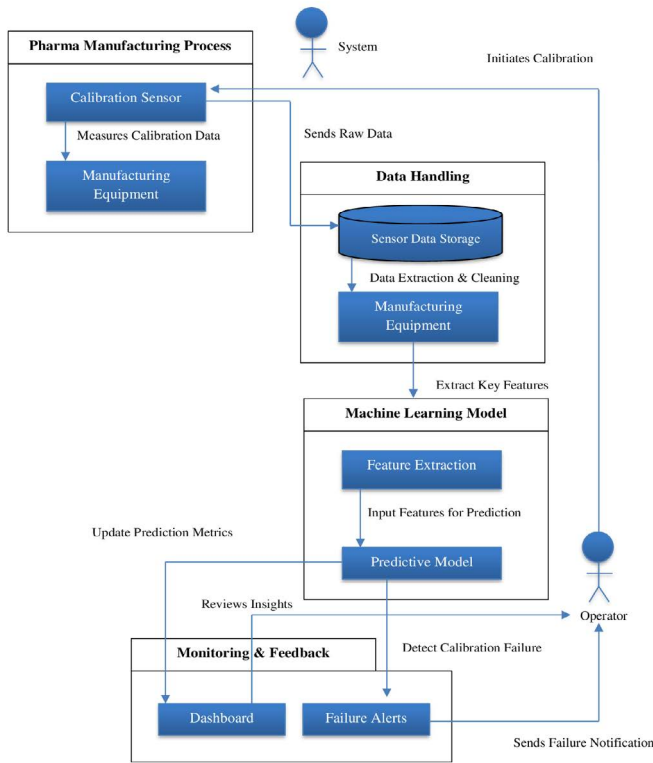 Pharma Manufacturing Process
System
Initiates Calibration
Calibration Sensor
Measures Calibration Data
Sends Raw Data
Manufacturing
Equipment
Data Handling
Sensor Data Storage
Data Extraction & Cleaning
Manufacturing
Equipment
Extract Key Features
Machine Learning Model
Feature Extraction
Input Features for Prediction
Update Prediction Metrics
Predictive Model
Reviews Insights
Operator
Monitoring & Feedback
Detect Calibration Failure
Dashboard
Failure Alerts
Sends Failure Notification